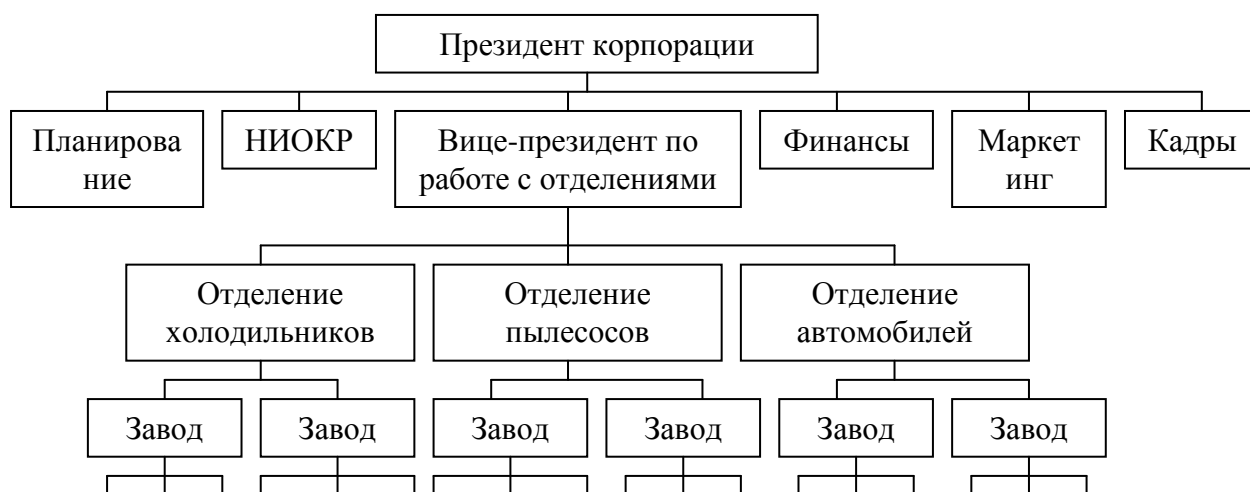 Президент корпорации
Планирова
ние
НИОКР
Вице-президент по
работе с отделениями
Финансы
Маркет
инг
Кадры
Отделение
холодильников
Отделение
пылесосов
Отделение
автомобилей
Завод
Завод
Завод
Завод
Завод
Завод